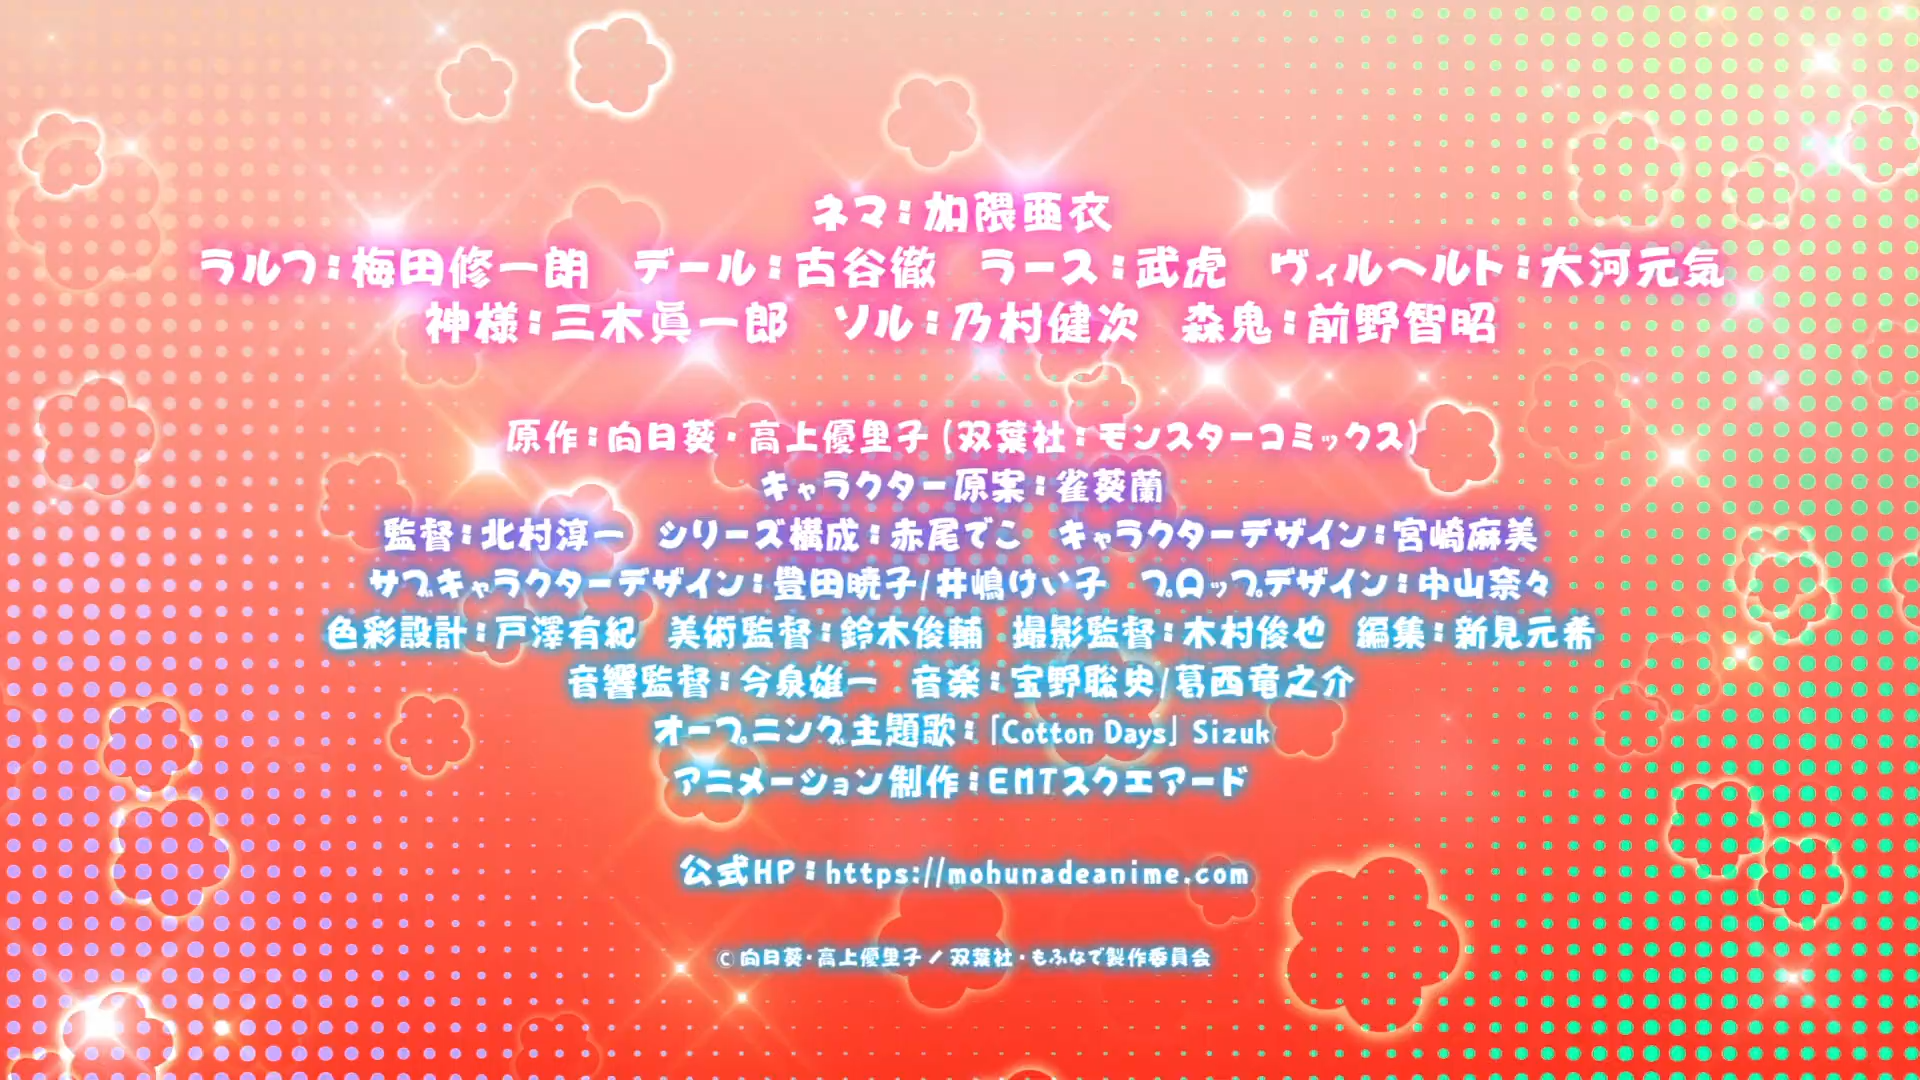 ネマ：加隈亜衣
ラルフ：梅田修一朗　デール：古谷徹　ラース：武虎　ヴィルヘルト：大河元気
神様：三木眞一郎　ソル：乃村健次　森鬼：前野智昭
原作：向日葵・高上優里子（双葉社：モンスターコミックス）
キャラクター原案：雀葵蘭
監督：北村淳一　シリーズ構成：赤尾でこ　キャラクターデザイン：宮崎麻美
サブキャラクターデザイン：豊田暁子/井嶋けい子　プロップデザイン：中山奈々
色彩設計：戸澤有紀　美術監督：鈴木俊輔　撮影監督：木村俊也　編集：新見元希
音響監督：今泉雄一　音楽：宝野聡史/葛西竜之介
オープニング主題歌：「Cotton Days」Sizuk
アニメーション制作：EMTスクエアード
公式HP：https://mohunadeanime.com
©向日葵・高上優里子／双葉社・もふなで製作委員会